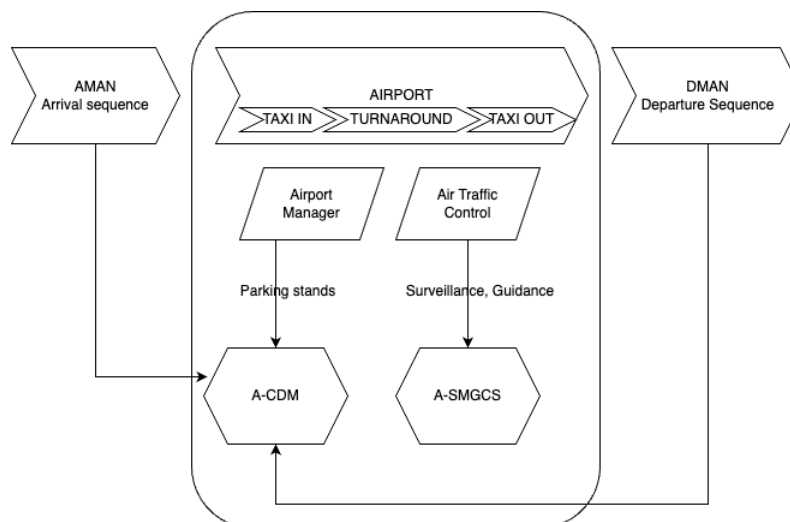 AMAN
Arrival sequence
AIRPORT
TAXI IN
TURNAROUND
TAXI OUT
DMAN
Departure Sequence
Airport
Manager
Air Traffic
Control
Parking stands
Surveillance, Guidance
A-CDM
A-SMGCS